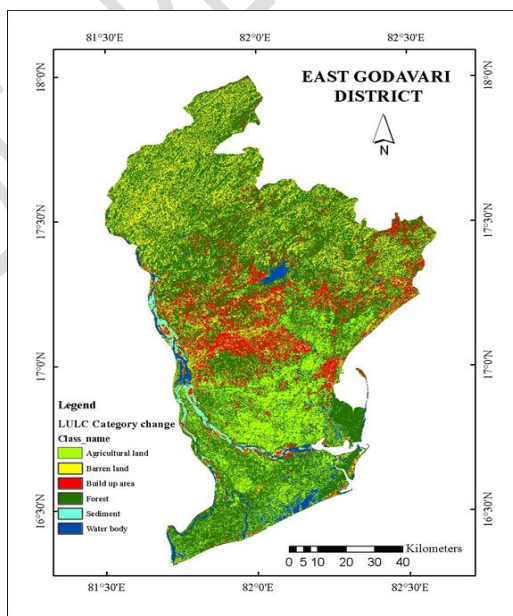 81°30'E 82°0'E 82°30'E
18°0'N 18°0'N
EAST GODAVARI
DISTRICT
N
17°30'N 17°30'N
17°0'N 17°0'N
Legend
LULC Category change
Class_name
Agricultural land
Barren land
Build up area
Forest
Sediment
Water body
16°30'N 16°30'N
Kilometers
0 5 10 20 30 40
81°30'E 82°0'E 82°30'E